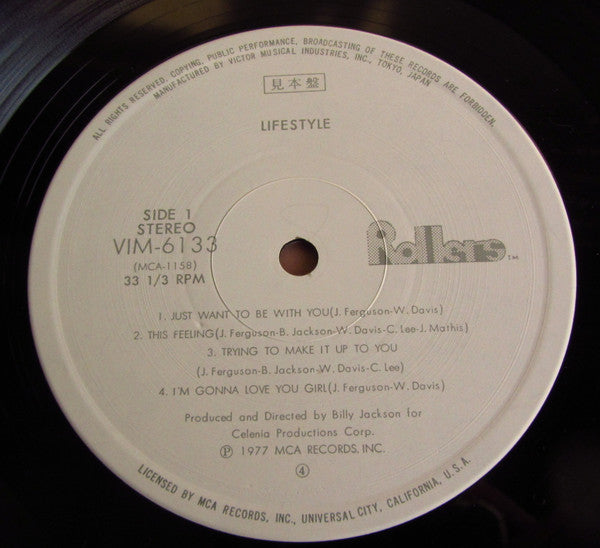 ALL RIGHTS RESERVED. COPYING, PUBLIC PERFORMANCE, BROADCASTING OF THESE RECORDS ARE FORBIDDEN.
MANUFACTURED BY VICTOR MUSICAL INDUSTRIES, INC., TOKYO, JAPAN
見本盤
LIFESTYLE
SIDE 1
STEREO
VIM-6133
(MCA-1158)
33 1/3 RPM
Rollers™
1. JUST WANT TO BE WITH YOU(J. Ferguson-W. Davis)
2. THIS FEELING(J. Ferguson-B. Jackson-W. Davis-C. Lee-J. Mathis)
3. TRYING TO MAKE IT UP TO YOU
(J. Ferguson-B. Jackson-W. Davis-C. Lee)
4. I'M GONNA LOVE YOU GIRL(J. Ferguson-W. Davis)
Produced and Directed by Billy Jackson for
Celenia Productions Corp.
Ⓟ 1977 MCA RECORDS, INC.
④
LICENSED BY MCA RECORDS, INC., UNIVERSAL CITY, CALIFORNIA, U.S.A.